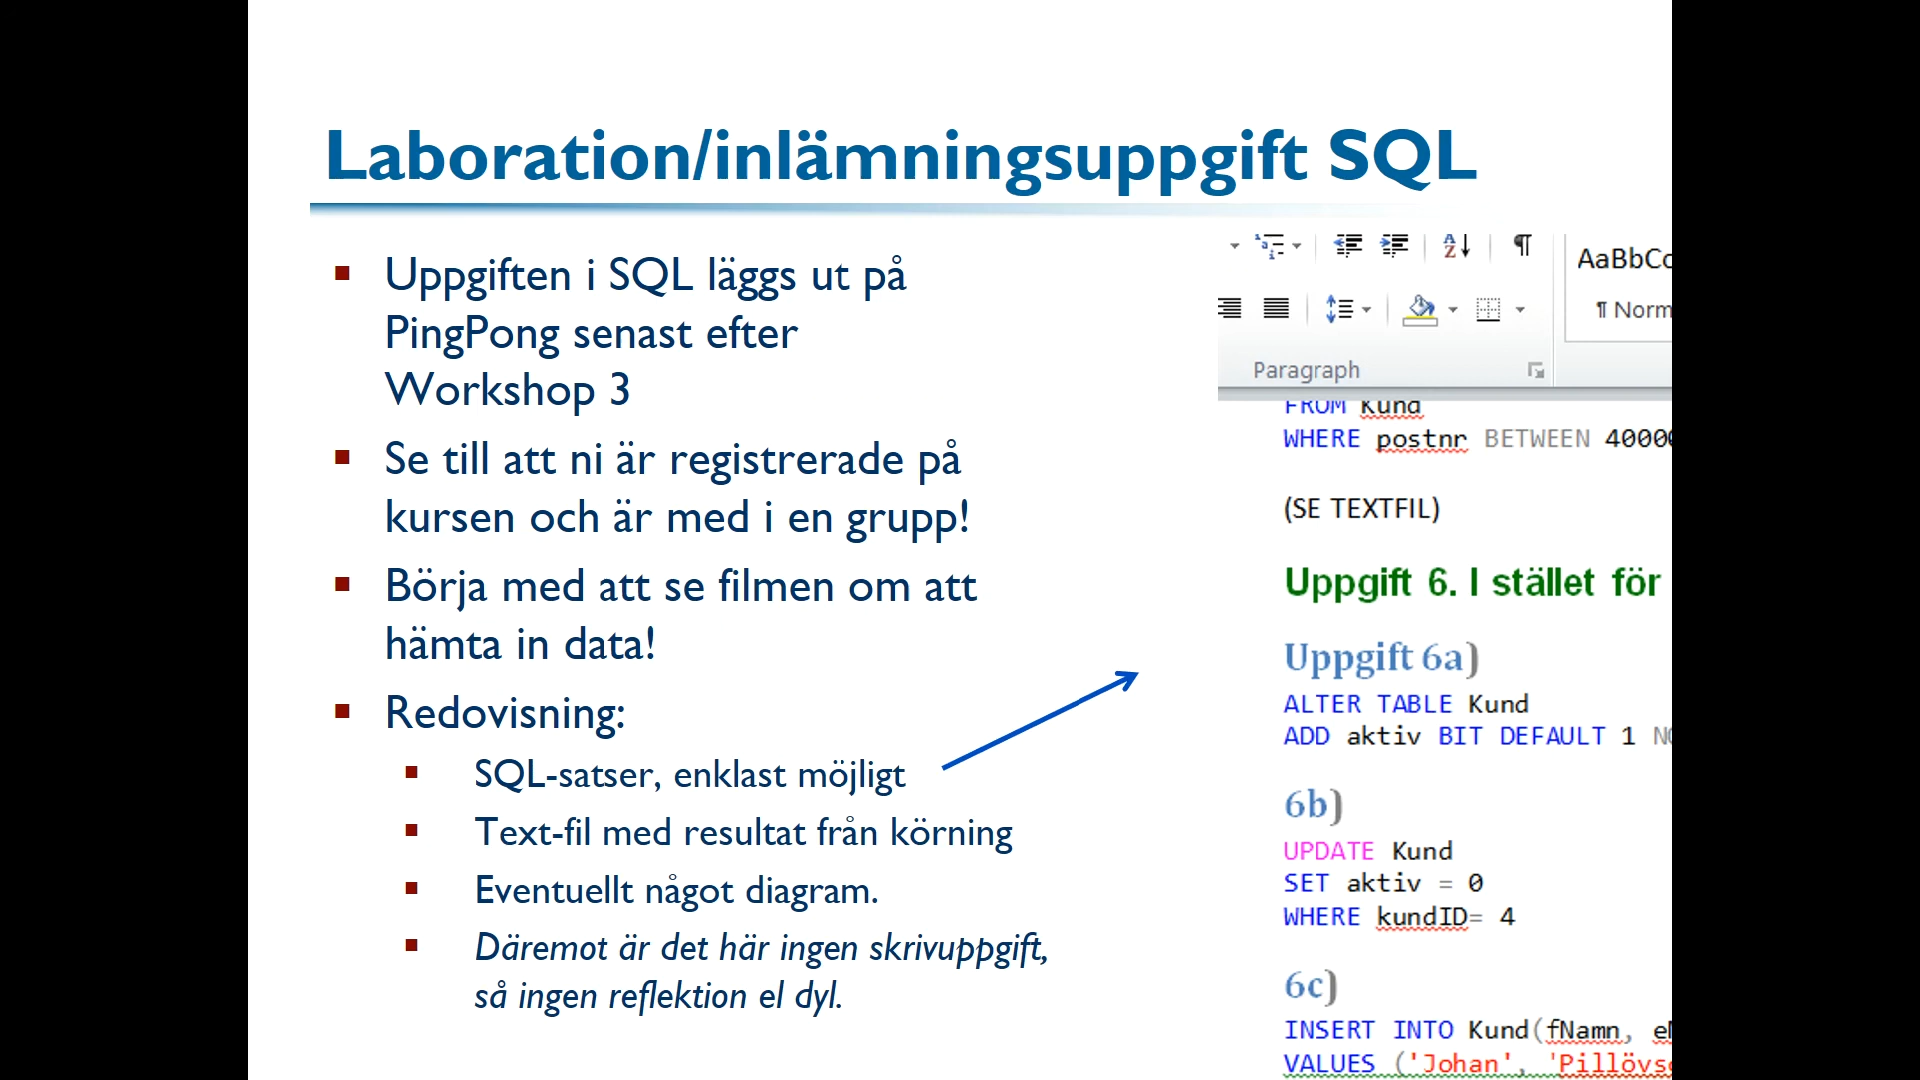 Laboration/inlämningsuppgift SQL
Uppgiften i SQL läggs ut på
PingPong senast efter
Workshop 3
Se till att ni är registrerade på
kursen och är med i en grupp!
Börja med att se filmen om att
hämta in data!
Redovisning:
SQL-satser, enklast möjligt
Text-fil med resultat från körning
Eventuellt något diagram.
Däremot är det här ingen skrivuppgift,
så ingen reflektion el dyl.
AaBbCc
¶ Norm
Paragraph
FROM Kund
WHERE postnr BETWEEN 40000
(SE TEXTFIL)
Uppgift 6. I stället för
Uppgift 6a)
ALTER TABLE Kund
ADD aktiv BIT DEFAULT 1
6b)
UPDATE Kund
SET aktiv = 0
WHERE kundID= 4
6c)
INSERT INTO Kund(fNamn,
VALUES ('Johan',